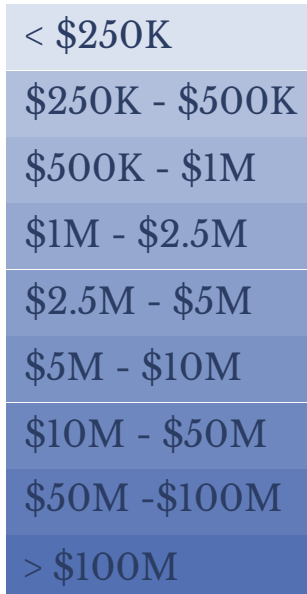 < $250K
$250K - $500K
$500K - $1M
$1M - $2.5M
$2.5M - $5M
$5M - $10M
$10M - $50M
$50M -$100M
> $100M